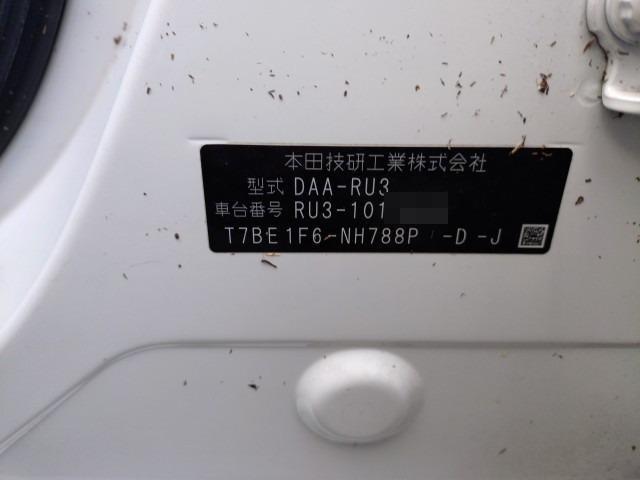 本田技研工業株式会社
型式 DAA-RU3
車台番号 RU3-101
T7BE1F6-NH788P -D-J